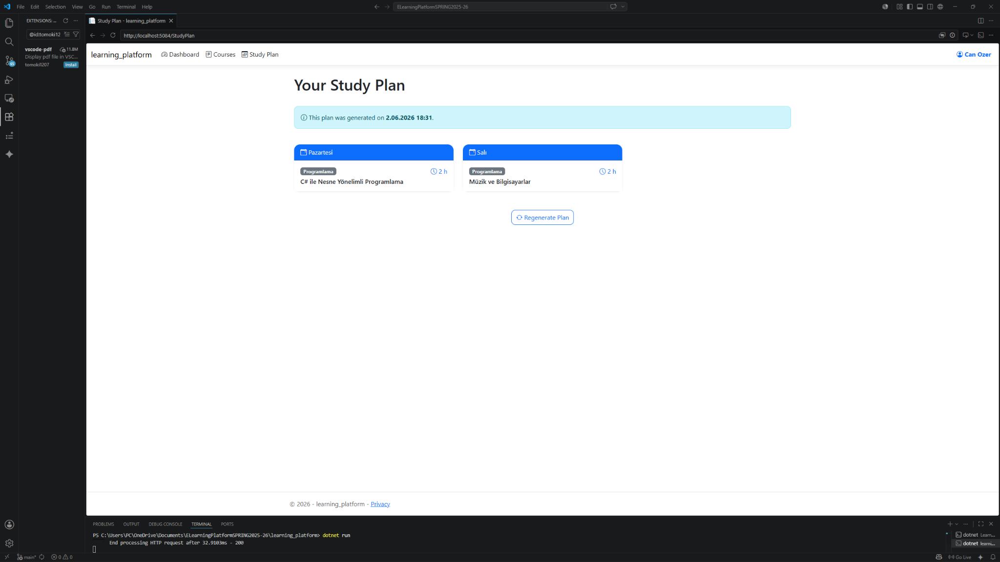 File Edit Selection View Go Run Terminal Help
ELearningPlatformSPRING2025-26
EXTENSIONS: ...
@id:tomoki12
vscode-pdf 11.8M
Display pdf file in VSC...
tomoki1207 Install
65
Study Plan - learning_platform
http://localhost:5084/StudyPlan
learning_platform Dashboard Courses Study Plan Can Ozer
Your Study Plan
This plan was generated on 2.06.2026 18:31.
Pazartesi
Programlama 2 h
C# ile Nesne Yönelimli Programlama
Salı
Programlama 2 h
Müzik ve Bilgisayarlar
Regenerate Plan
© 2026 - learning_platform - Privacy
PROBLEMS OUTPUT DEBUG CONSOLE TERMINAL PORTS
PS C:\Users\PC\OneDrive\Documents\ELearningPlatformSPRING2025-26\learning_platform> dotnet run
End processing HTTP request after 32.9103ms - 200
dotnet Learn...
dotnet learni...
main* 0 0 Go Live